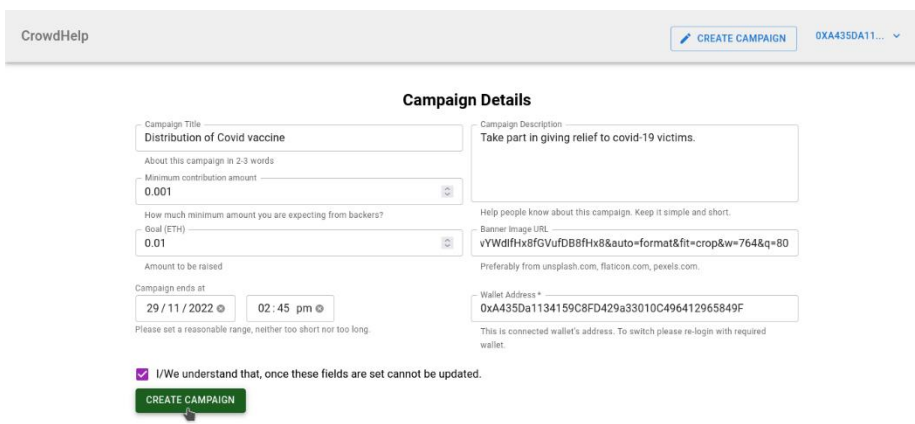 CrowdHelp
CREATE CAMPAIGN
0XA435DA11...
Campaign Details
Campaign Title
Distribution of Covid vaccine
About this campaign in 2-3 words
Campaign Description
Take part in giving relief to covid-19 victims.
Help people know about this campaign. Keep it simple and short.
Minimum contribution amount
0.001
How much minimum amount you are expecting from backers?
Goal (ETH)
0.01
Amount to be raised
Banner Image URL
vYWdlfHx8fGVufDB8fHx8&auto=format&fit=crop&w=764&q=80
Preferably from unsplash.com, flaticon.com, pexels.com.
Campaign ends at
29 / 11 / 2022 02 : 45 pm
Please set a reasonable range, neither too short nor too long.
Wallet Address *
0xA435Da1134159C8FD429a33010C496412965849F
This is connected wallet's address. To switch please re-login with required
wallet.
I/We understand that, once these fields are set cannot be updated.
CREATE CAMPAIGN